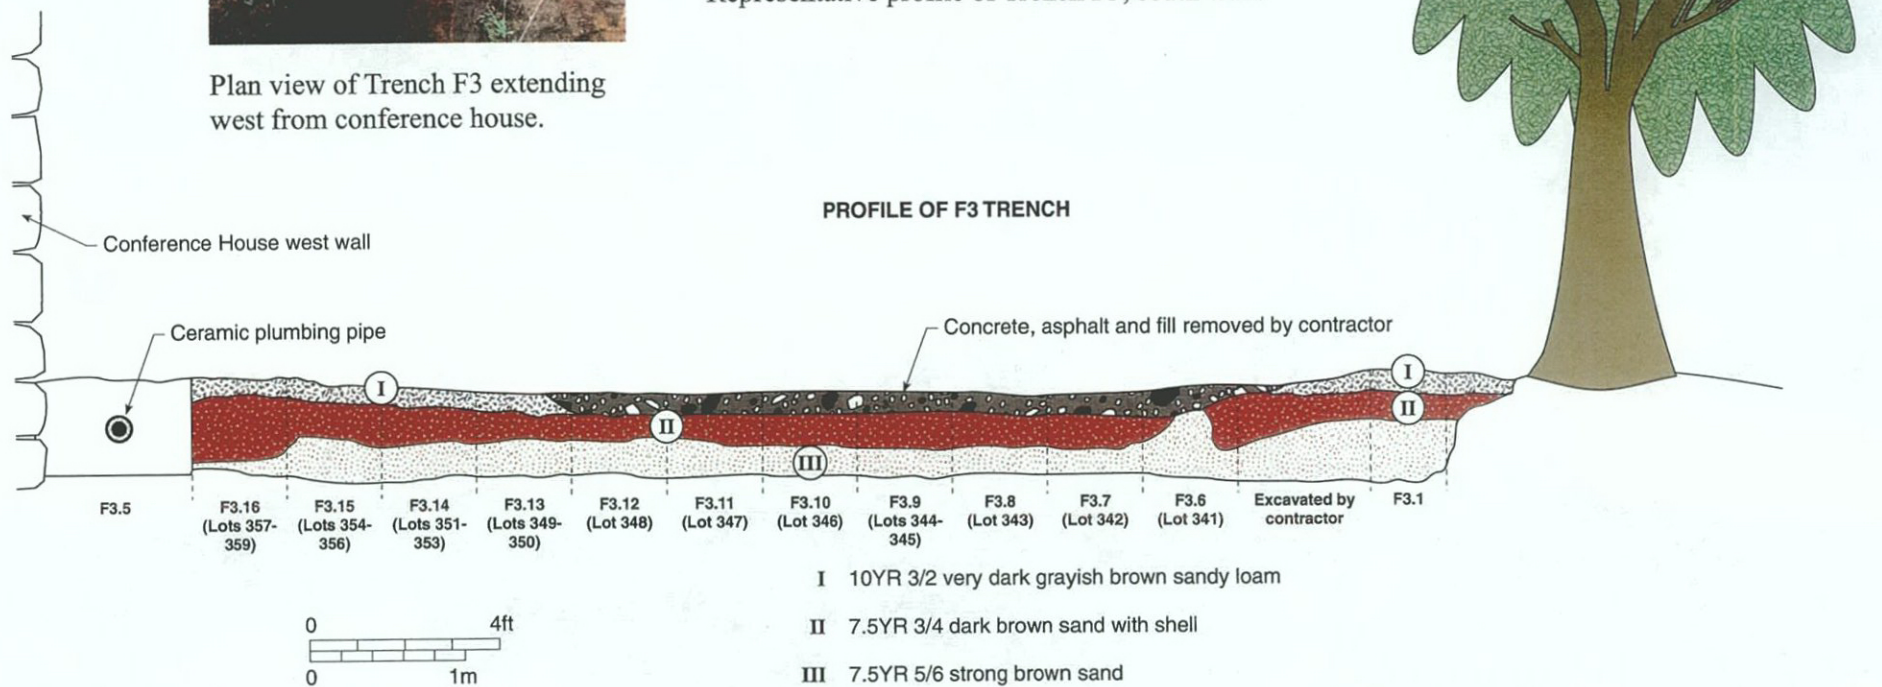 Representative profile of Trench
Plan view of Trench F3 extending
west from conference house.
PROFILE OF F3 TRENCH
Conference House west wall
Ceramic plumbing pipe
Concrete, asphalt and fill removed by contractor
I
I
II
II
III
F3.5
F3.16
(Lots 357-
359)
F3.15
(Lots 354-
356)
F3.14
(Lots 351-
353)
F3.13
(Lots 349-
350)
F3.12
(Lot 348)
F3.11
(Lot 347)
F3.10
(Lot 346)
F3.9
(Lots 344-
345)
F3.8
(Lot 343)
F3.7
(Lot 342)
F3.6
(Lot 341)
Excavated by
contractor
F3.1
I 10YR 3/2 very dark grayish brown sandy loam
II 7.5YR 3/4 dark brown sand with shell
III 7.5YR 5/6 strong brown sand
0 4ft
0 1m